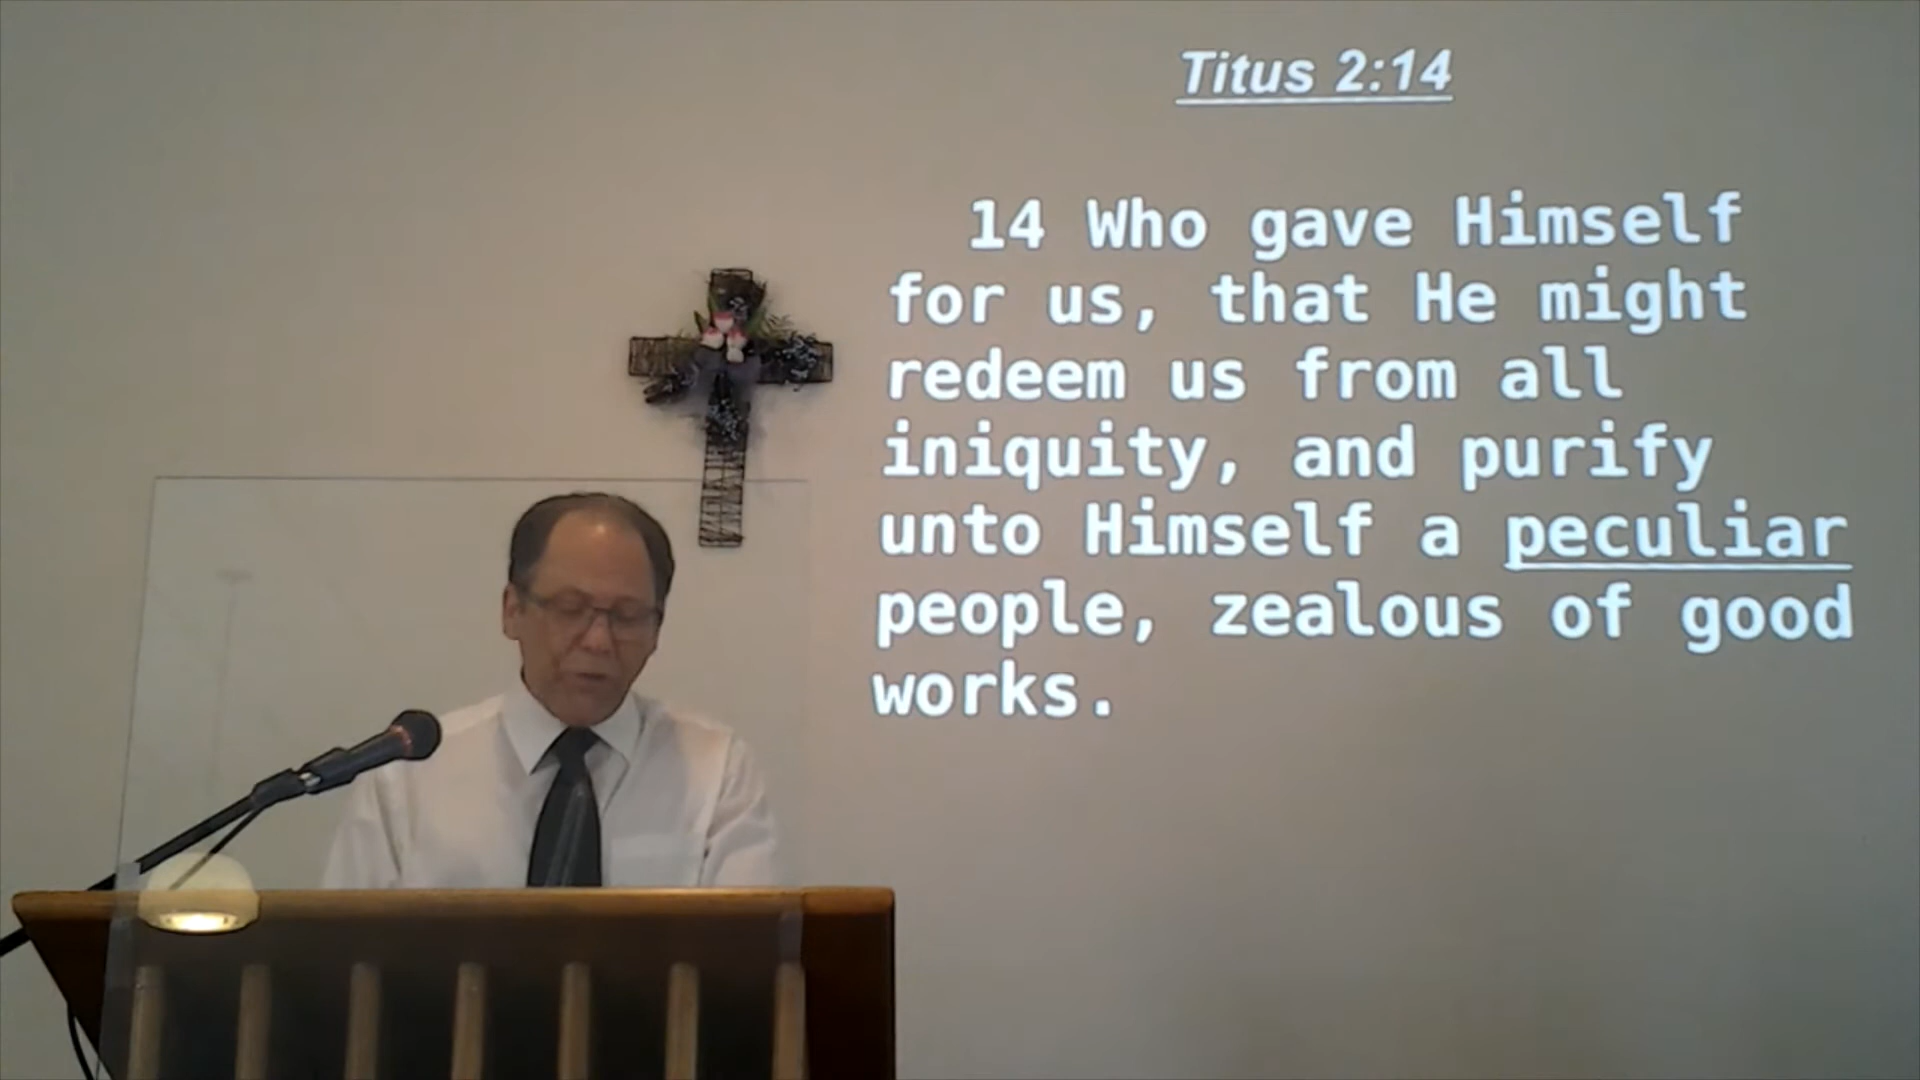 Titus 2:14
14 Who gave Himself
for us, that He might
redeem us from all
iniquity, and purify
unto Himself a peculiar
people, zealous of good
works.